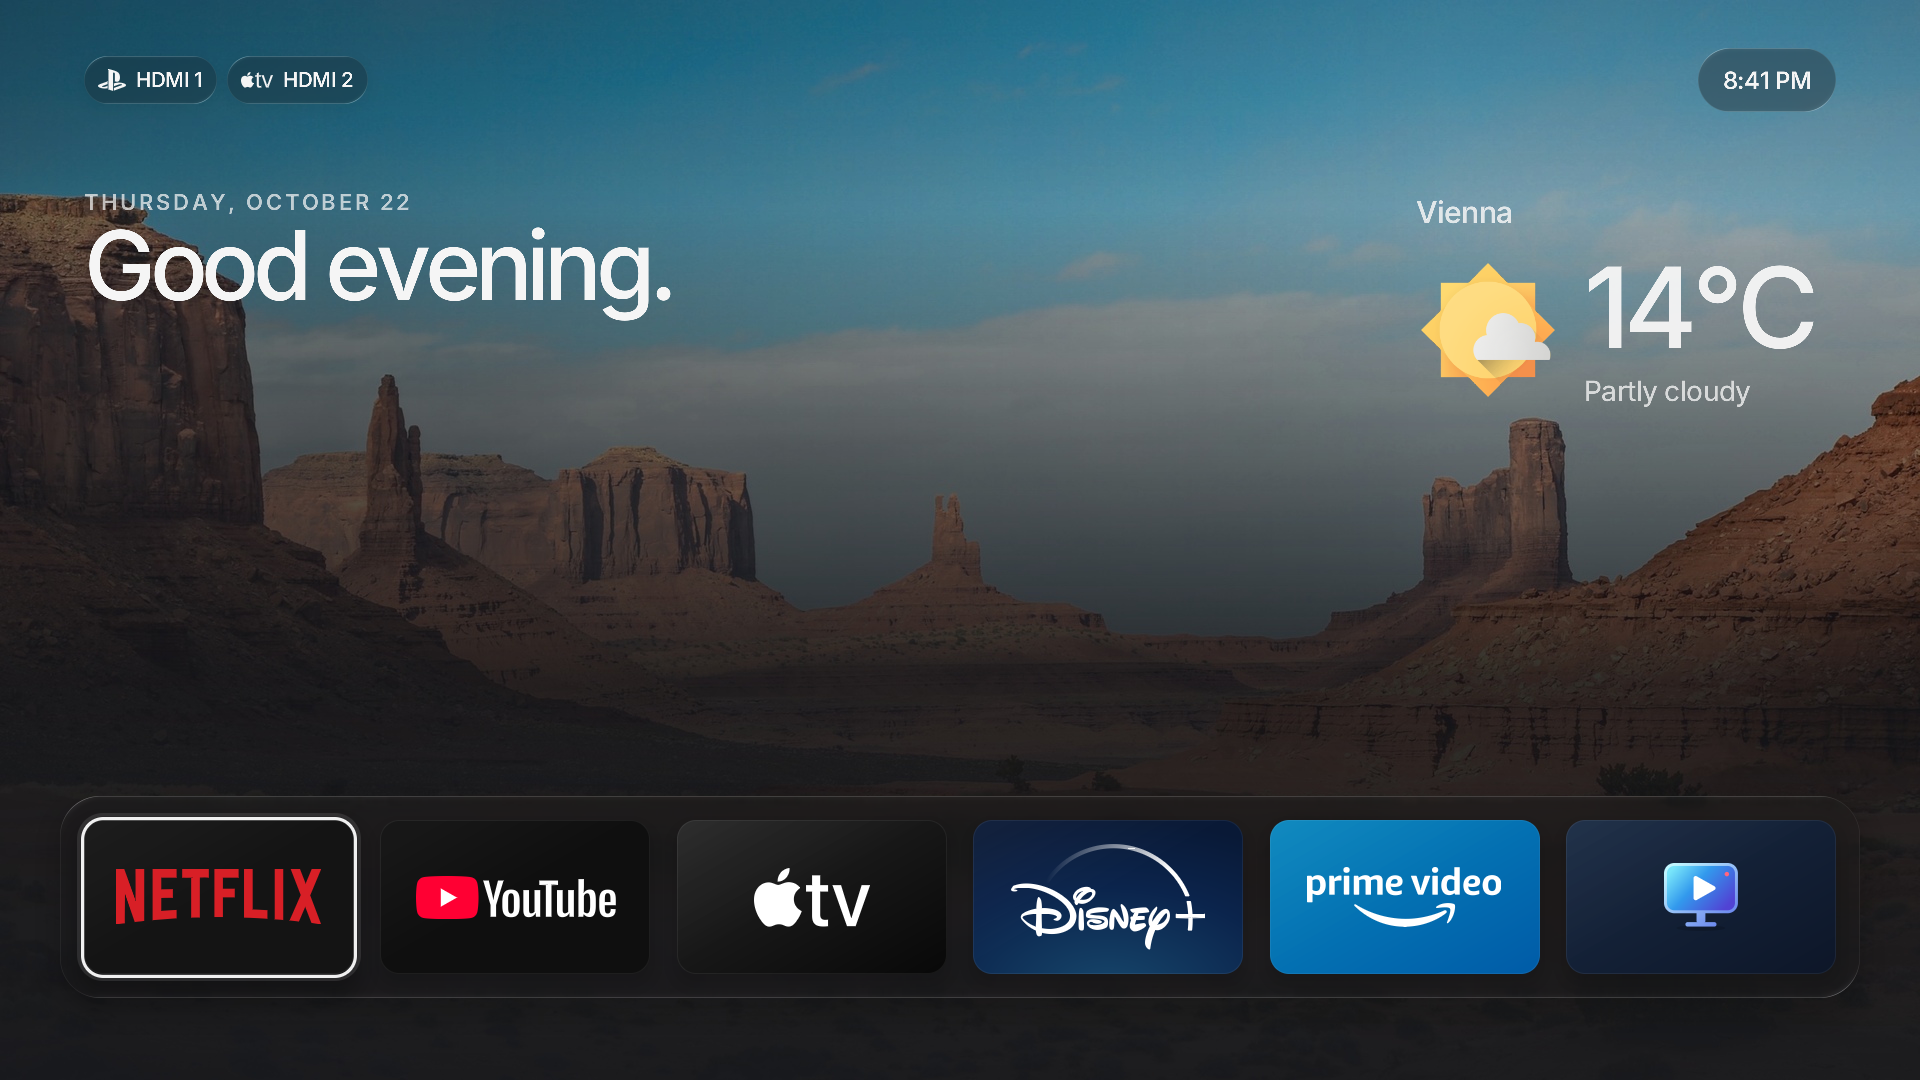 HDMI 1
tv HDMI 2
8:41 PM
THURSDAY, OCTOBER 22
Good evening.
Vienna
14°C
Partly cloudy
NETFLIX
YouTube
tv
Disney+
prime video